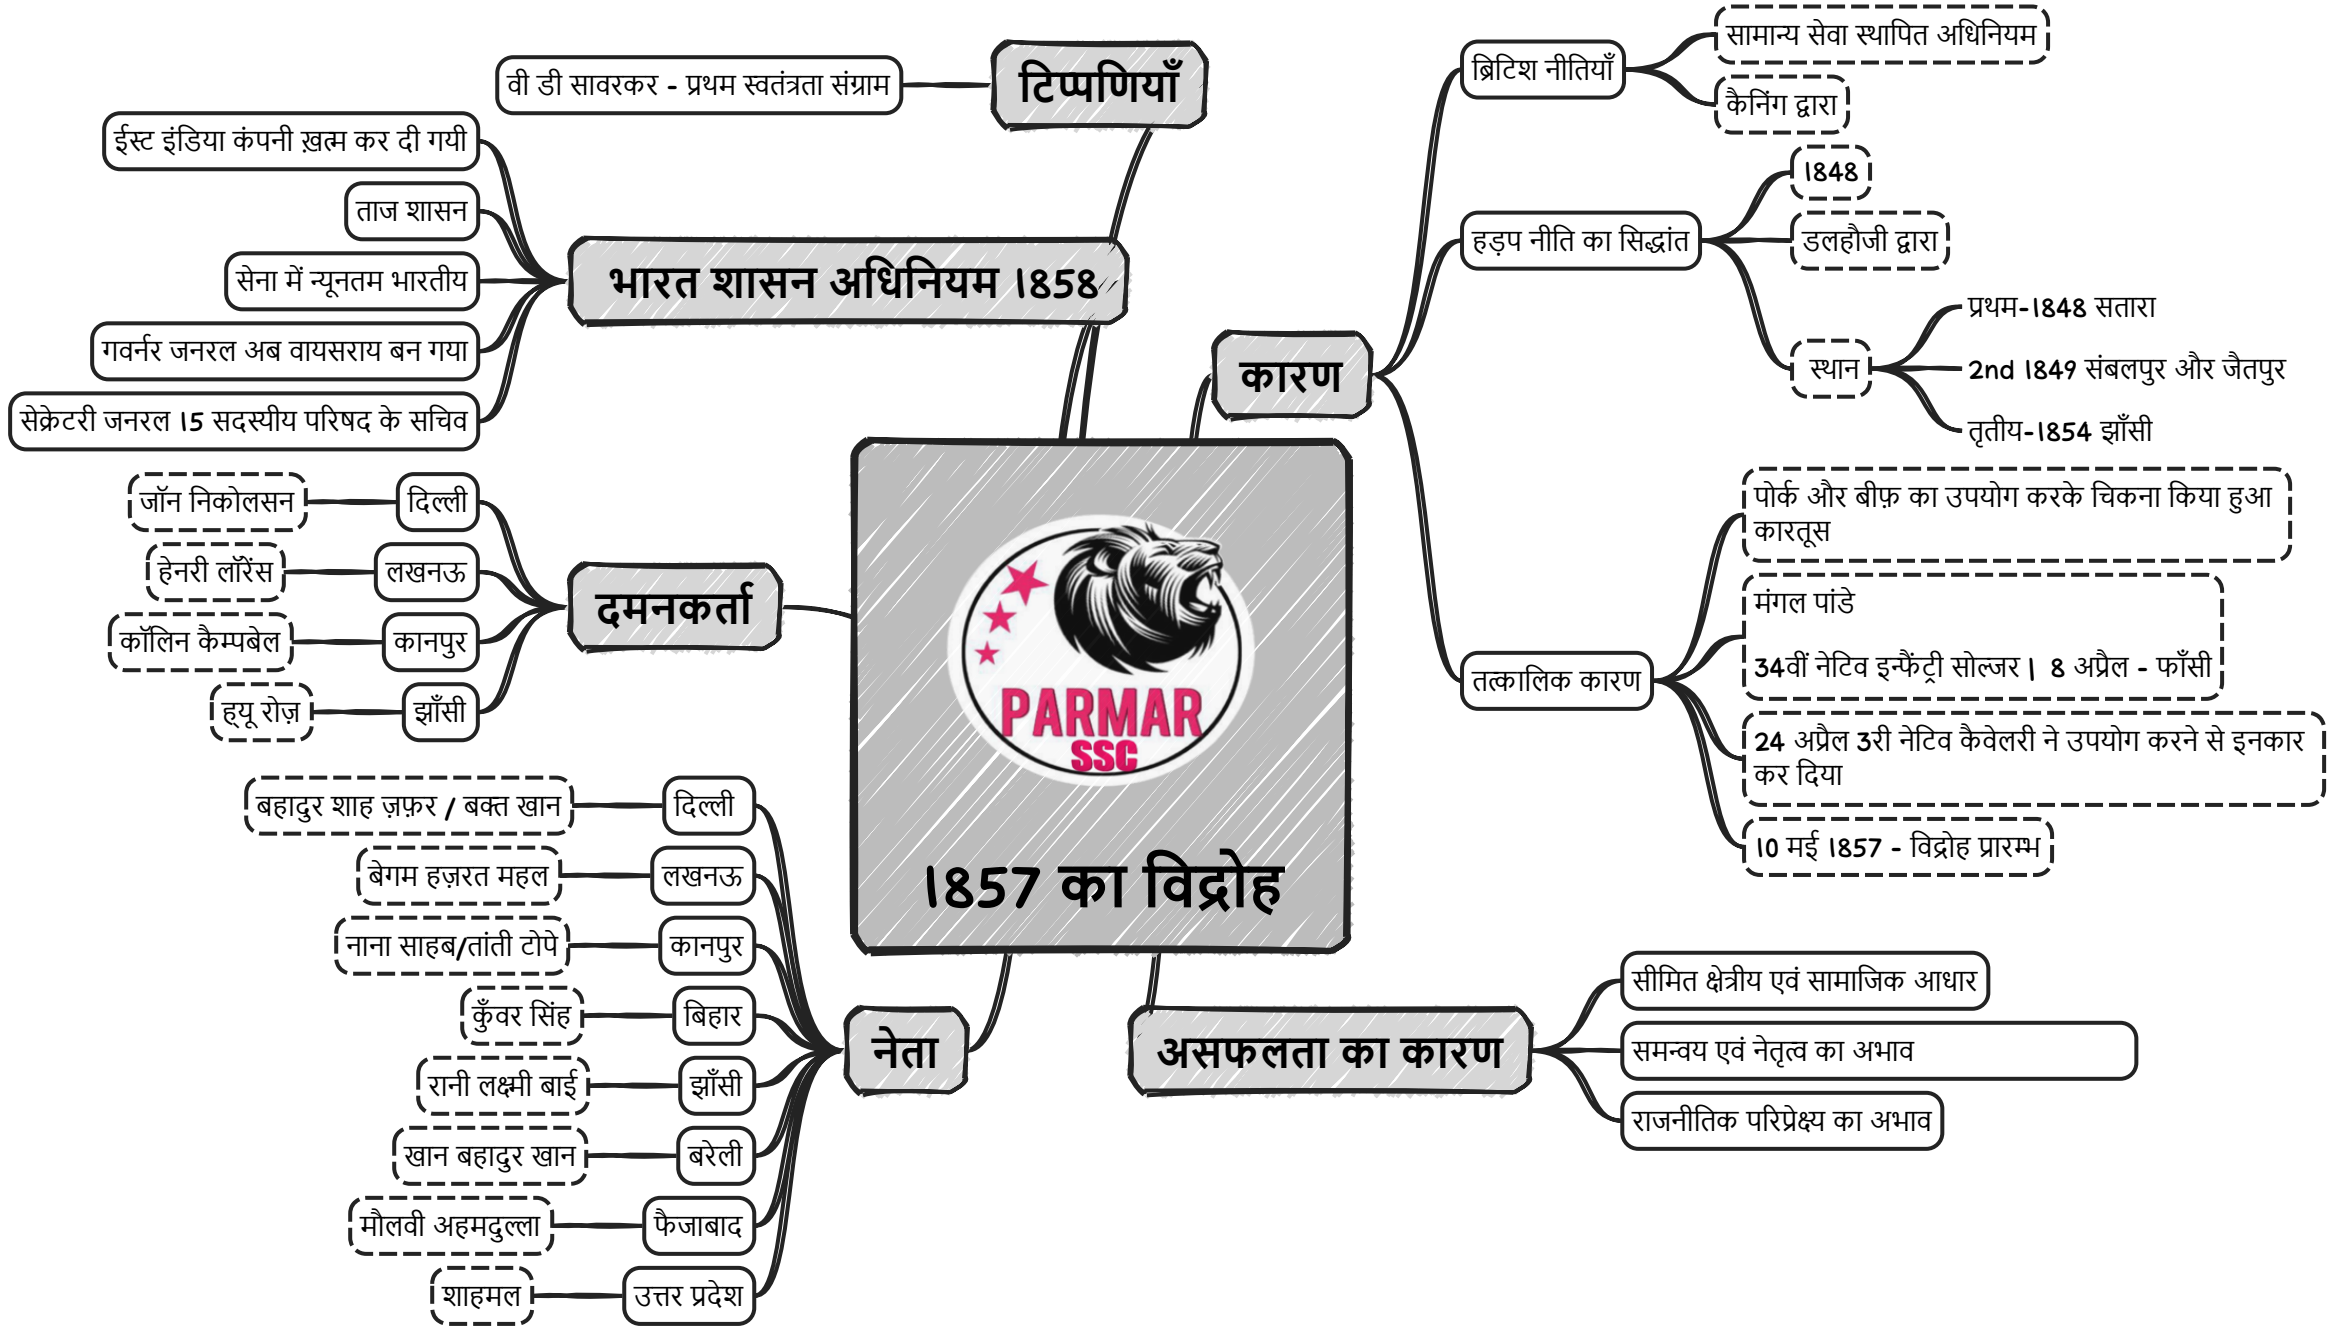 टिप्पणियाँ
वी डी सावरकर - प्रथम स्वतंत्रता संग्राम
भारत शासन अधिनियम 1858
ईस्ट इंडिया कंपनी ख़त्म कर दी गयी
ताज शासन
सेना में न्यूनतम भारतीय
गवर्नर जनरल अब वायसराय बन गया
सेक्रेटरी जनरल 15 सदस्यीय परिषद के सचिव
दमनकर्ता
दिल्ली
जॉन निकोलसन
लखनऊ
हेनरी लॉरेंस
कानपुर
कॉलिन कैम्पबेल
झाँसी
ह्यू रोज़
नेता
दिल्ली
बहादुर शाह ज़फ़र / बक्त खान
लखनऊ
बेगम हज़रत महल
कानपुर
नाना साहब/तांती टोपे
बिहार
कुँवर सिंह
झाँसी
रानी लक्ष्मी बाई
बरेली
खान बहादुर खान
फैजाबाद
मौलवी अहमदुल्ला
उत्तर प्रदेश
शाहमल
PARMAR
SSC
1857 का विद्रोह
कारण
ब्रिटिश नीतियाँ
सामान्य सेवा स्थापित अधिनियम
कैनिंग द्वारा
हड़प नीति का सिद्धांत
1848
डलहौजी द्वारा
स्थान
प्रथम-1848 सतारा
2nd 1849 संबलपुर और जैतपुर
तृतीय-1854 झाँसी
तत्कालिक कारण
पोर्क और बीफ़ का उपयोग करके चिकना किया हुआ
कारतूस
मंगल पांडे
34वीं नेटिव इन्फैंट्री सोल्जर | 8 अप्रैल - फाँसी
24 अप्रैल 3री नेटिव कैवेलरी ने उपयोग करने से इनकार
कर दिया
10 मई 1857 - विद्रोह प्रारम्भ
असफलता का कारण
सीमित क्षेत्रीय एवं सामाजिक आधार
समन्वय एवं नेतृत्व का अभाव
राजनीतिक परिप्रेक्ष्य का अभाव